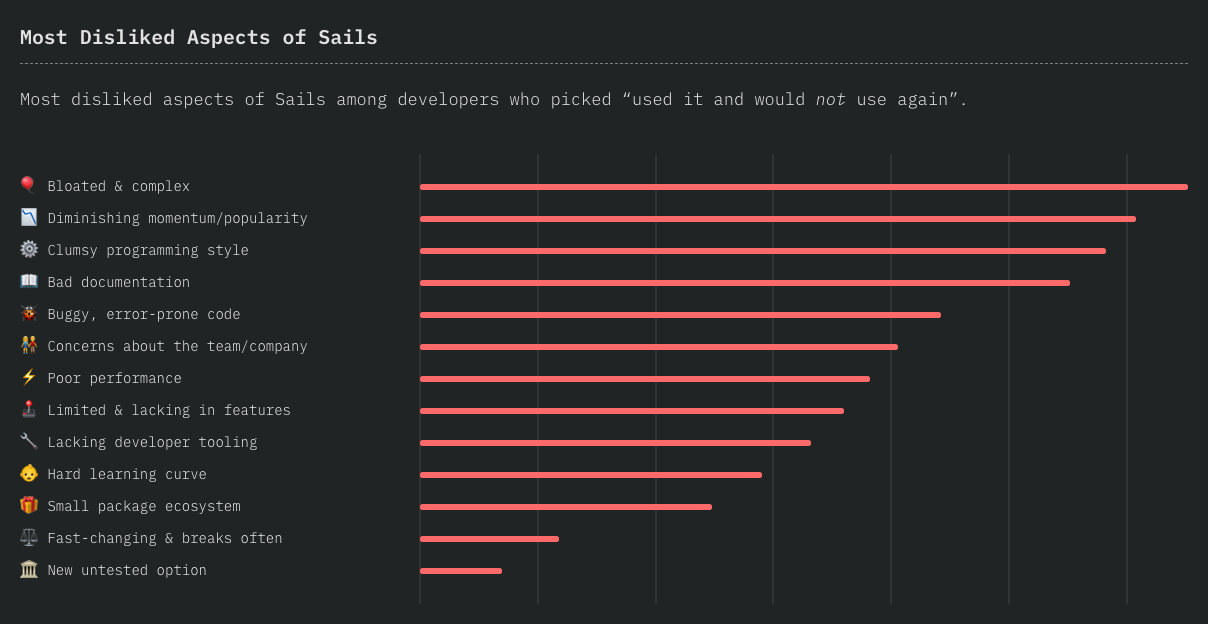 Most Disliked Aspects of Sails
Most disliked aspects of Sails among developers who picked “used it and would not use again”.
Bloated & complex
Diminishing momentum/popularity
Clumsy programming style
Bad documentation
Buggy, error-prone code
Concerns about the team/company
Poor performance
Limited & lacking in features
Lacking developer tooling
Hard learning curve
Small package ecosystem
Fast-changing & breaks often
New untested option